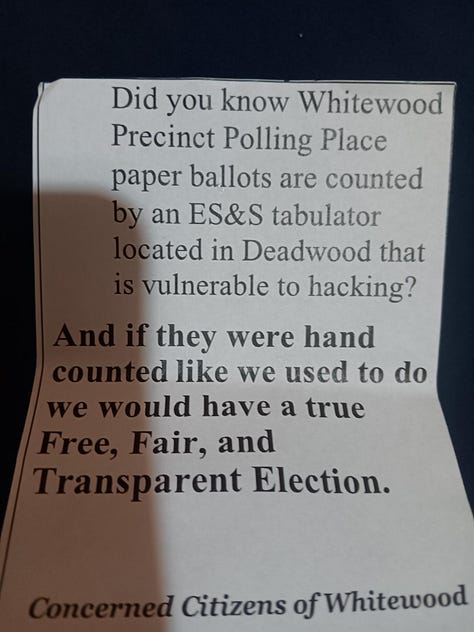 Did you know Whitewood
Precinct Polling Place
paper ballots are counted
by an ES&S tabulator
located in Deadwood that
is vulnerable to hacking?
And if they were hand
counted like we used to do
we would have a true
Free, Fair, and
Transparent Election.
Concerned Citizens of Whitewood